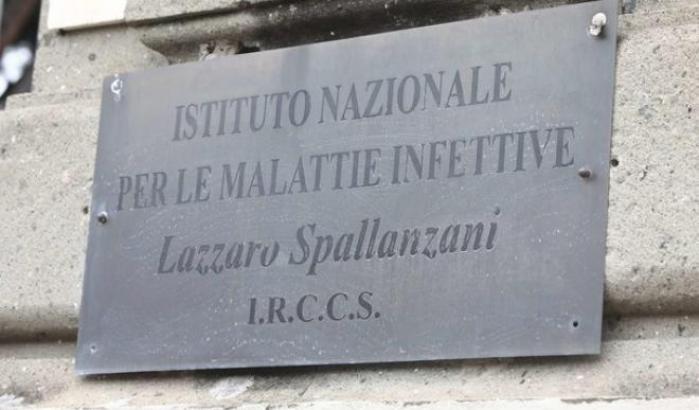 ISTITUTO NAZIONALE
PER LE MALATTIE INFETTIVE
Lazzaro Spallanzani
I.R.C.C.S.